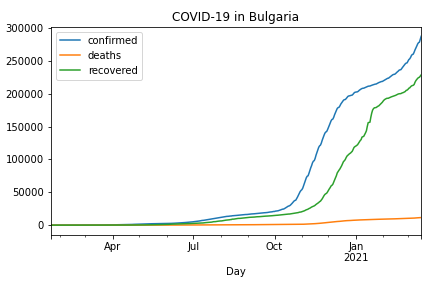 COVID-19 in Bulgaria
confirmed
deaths
recovered
300000
250000
200000
150000
100000
50000
0
Apr
Jul
Oct
Jan
2021
Day